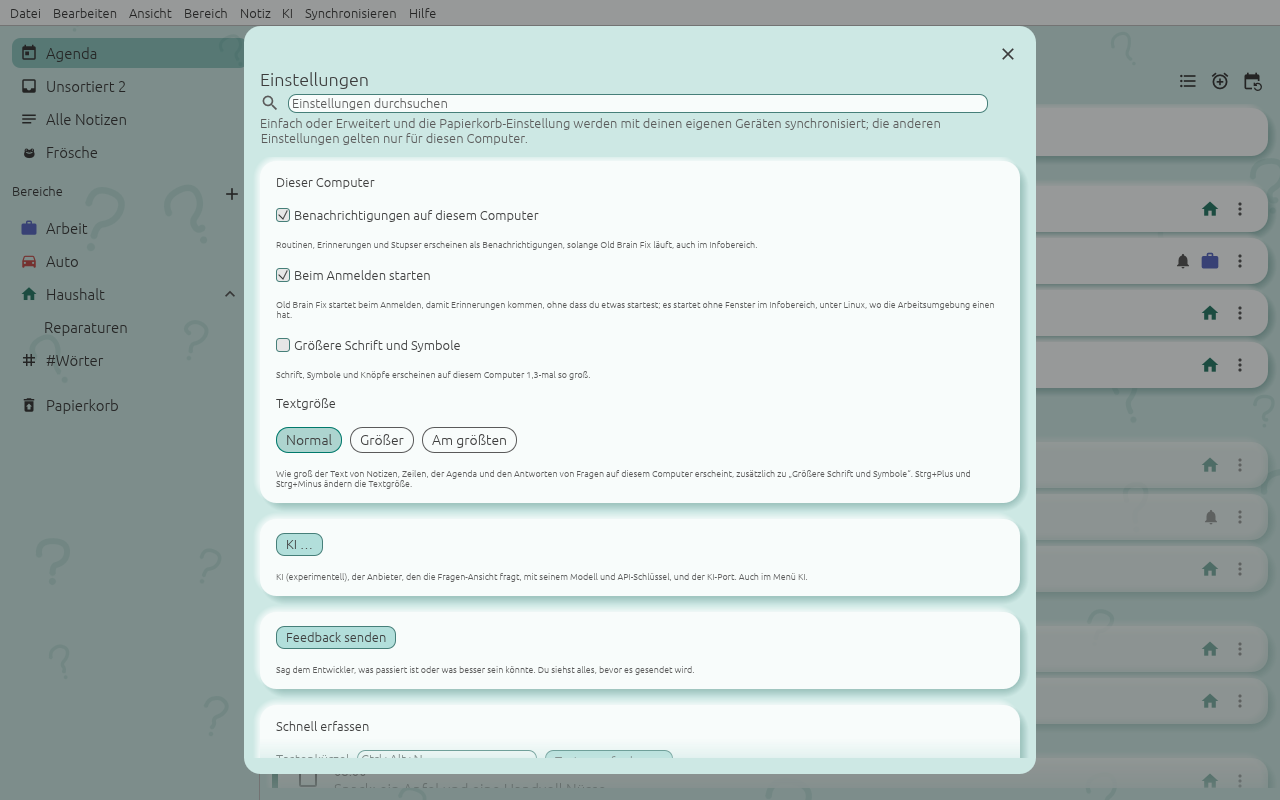 Datei Bearbeiten Ansicht Bereich Notiz KI Synchronisieren Hilfe
Agenda
Unsortiert 2
Alle Notizen
Frösche
Bereiche
Arbeit
Auto
Haushalt
Reparaturen
#Wörter
Papierkorb
Einstellungen
Einstellungen durchsuchen
Einfach oder Erweitert und die Papierkorb-Einstellung werden mit deinen eigenen Geräten synchronisiert; die anderen
Einstellungen gelten nur für diesen Computer.
Dieser Computer
Benachrichtigungen auf diesem Computer
Routinen, Erinnerungen und Stupser erscheinen als Benachrichtigungen, solange Old Brain Fix läuft, auch im Infobereich.
Beim Anmelden starten
Old Brain Fix startet beim Anmelden, damit Erinnerungen kommen, ohne dass du etwas startest; es startet ohne Fenster im Infobereich, unter Linux, wo die Arbeitsumgebung einen
hat.
Größere Schrift und Symbole
Schrift, Symbole und Knöpfe erscheinen auf diesem Computer 1,3-mal so groß.
Textgröße
Normal Größer Am größten
Wie groß der Text von Notizen, Zeilen, der Agenda und den Antworten von Fragen auf diesem Computer erscheint, zusätzlich zu „Größere Schrift und Symbole“. Strg+Plus und
Strg+Minus ändern die Textgröße.
KI …
KI (experimentell), der Anbieter, den die Fragen-Ansicht fragt, mit seinem Modell und API-Schlüssel, und der KI-Port. Auch im Menü KI.
Feedback senden
Sag dem Entwickler, was passiert ist oder was besser sein könnte. Du siehst alles, bevor es gesendet wird.
Schnell erfassen